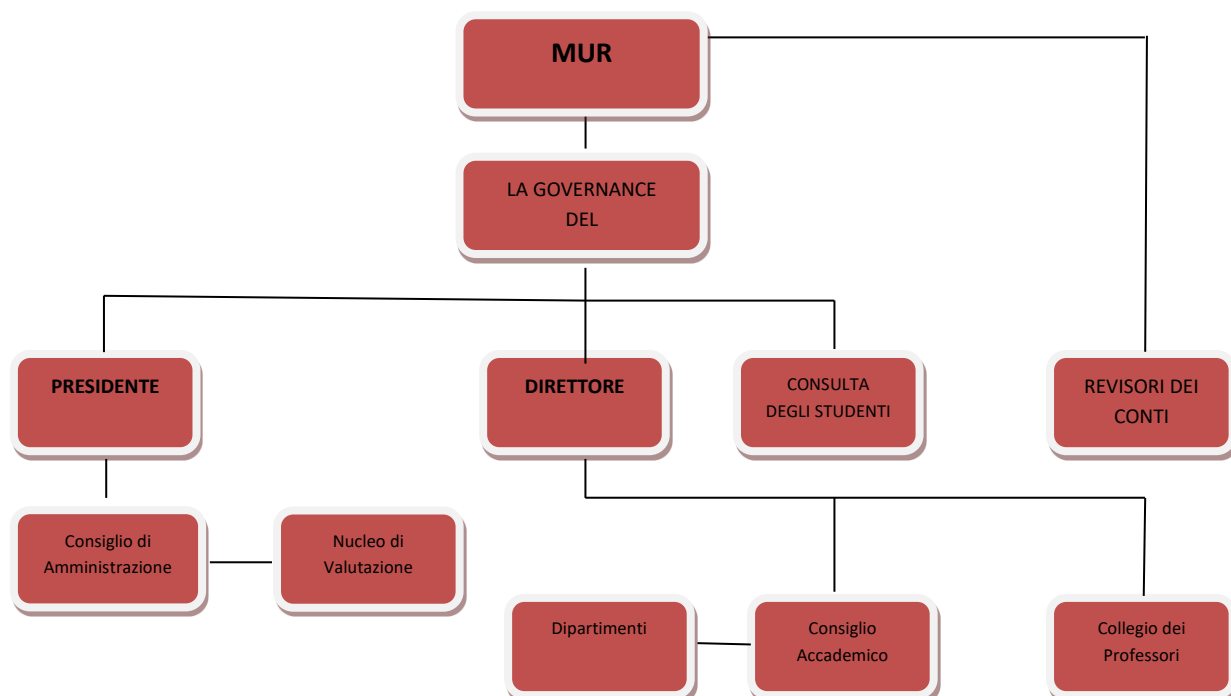 MUR
LA GOVERNANCE
DEL
PRESIDENTE
DIRETTORE
CONSULTA
DEGLI STUDENTI
REVISORI DEI
CONTI
Consiglio di
Amministrazione
Nucleo di
Valutazione
Dipartimenti
Consiglio
Accademico
Collegio dei
Professori